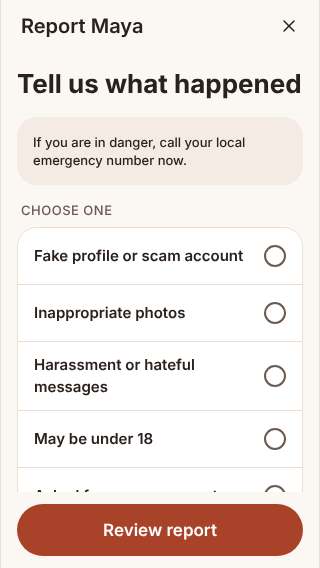 Report Maya
Tell us what happened
If you are in danger, call your local
emergency number now.
CHOOSE ONE
Fake profile or scam account
Inappropriate photos
Harassment or hateful
messages
May be under 18
Review report